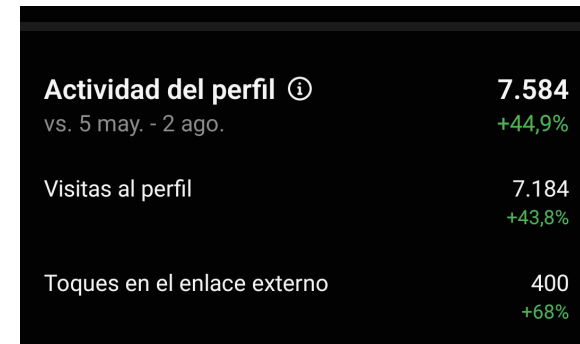 Actividad del perfil 7.584
vs. 5 may. - 2 ago. +44,9%
Visitas al perfil 7.184
+43,8%
Toques en el enlace externo 400
+68%